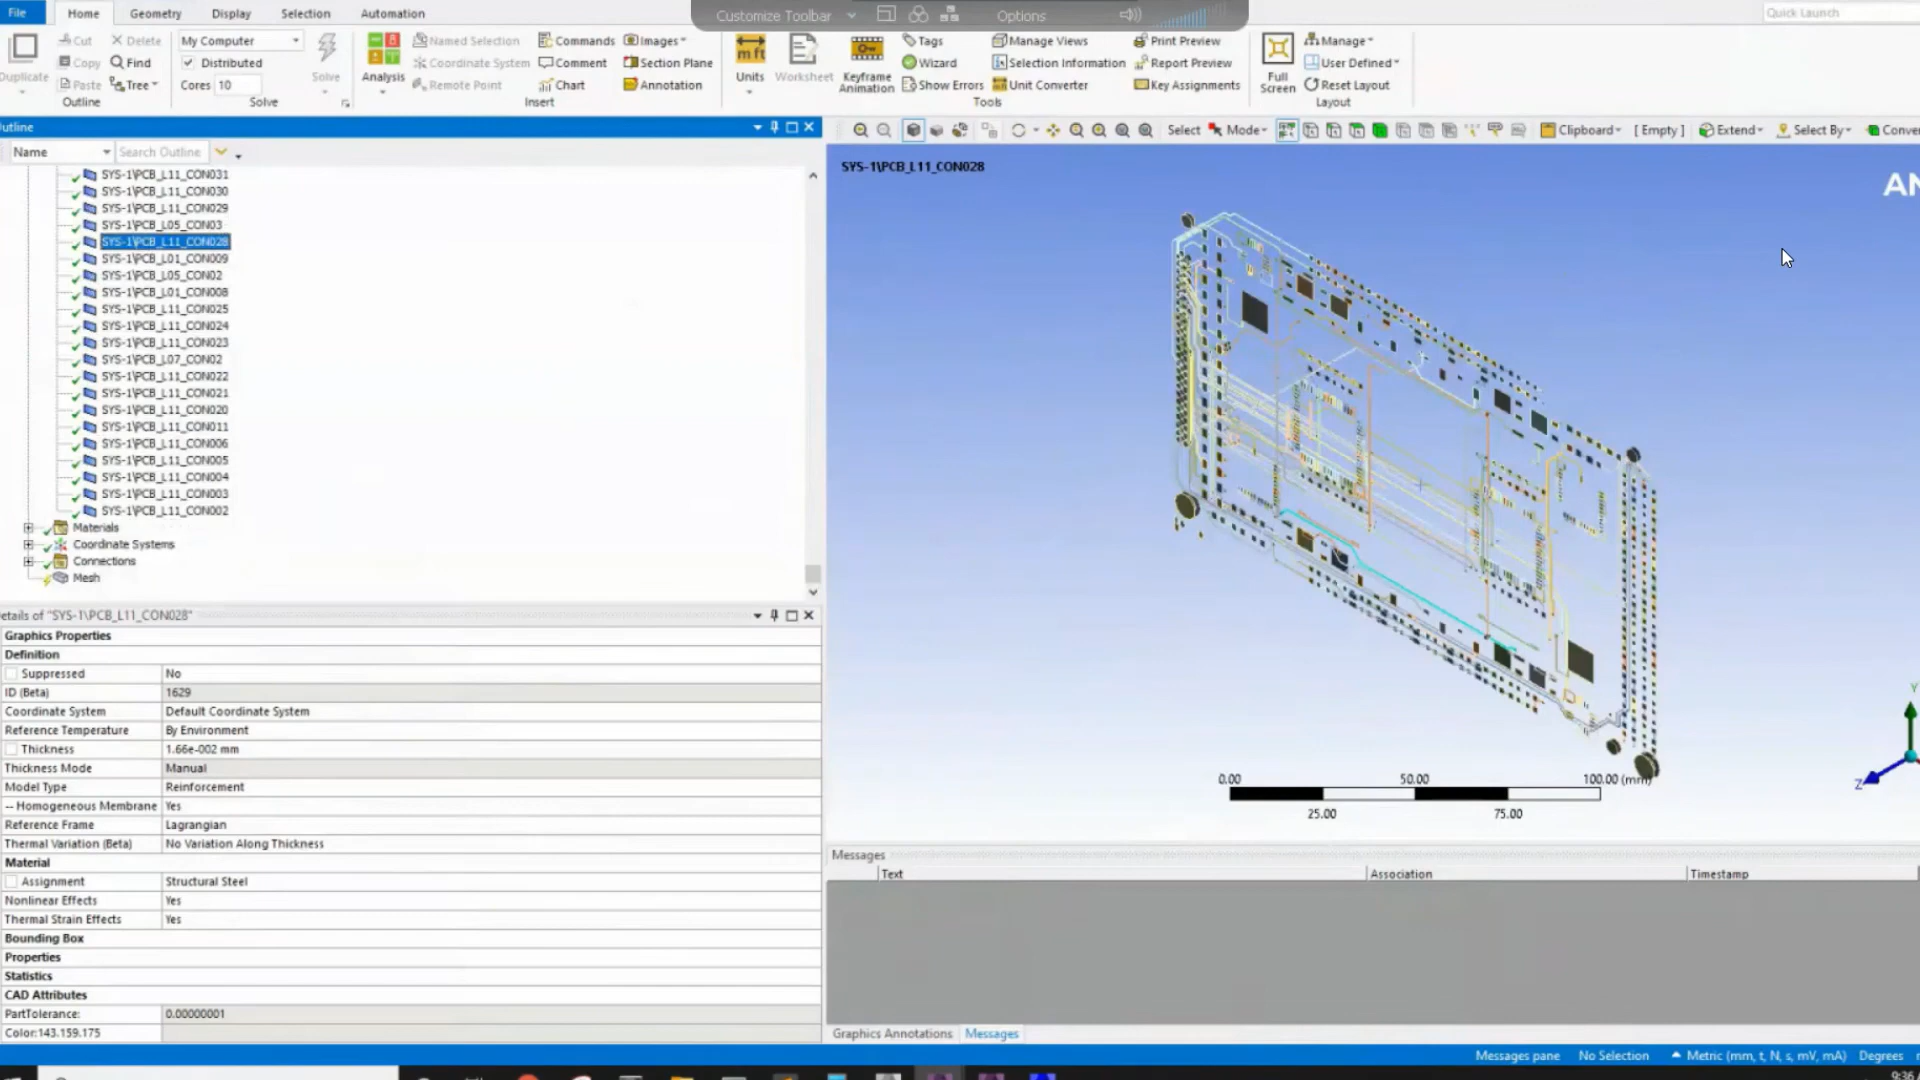 File Home Geometry Display Selection Automation
Customize Toolbar Options
Quick Launch
Duplicate
Cut
Delete
Copy
Find
Paste
Tree
Outline
My Computer
Distributed
Cores 10
Solve
Solve
Analysis
Named Selection
Coordinate System
Remote Point
Commands
Comment
Chart
Images
Section Plane
Annotation
Insert
Units
Worksheet
Keyframe
Animation
Tags
Wizard
Show Errors
Manage Views
Selection Information
Unit Converter
Print Preview
Report Preview
Key Assignments
Tools
Full
Screen
Manage
User Defined
Reset Layout
Layout
utline
Name
Search Outline
Select Mode Clipboard [ Empty ] Extend Select By Conver
SYS-1\PCB_L11_CON031
SYS-1\PCB_L11_CON030
SYS-1\PCB_L11_CON029
SYS-1\PCB_L05_CON03
SYS-1\PCB_L11_CON028
SYS-1\PCB_L01_CON009
SYS-1\PCB_L05_CON02
SYS-1\PCB_L01_CON008
SYS-1\PCB_L11_CON025
SYS-1\PCB_L11_CON024
SYS-1\PCB_L11_CON023
SYS-1\PCB_L07_CON02
SYS-1\PCB_L11_CON022
SYS-1\PCB_L11_CON021
SYS-1\PCB_L11_CON020
SYS-1\PCB_L11_CON011
SYS-1\PCB_L11_CON006
SYS-1\PCB_L11_CON005
SYS-1\PCB_L11_CON004
SYS-1\PCB_L11_CON003
SYS-1\PCB_L11_CON002
Materials
Coordinate Systems
Connections
Mesh
etails of "SYS-1\PCB_L11_CON028"
Graphics Properties
Definition
Suppressed No
ID (Beta) 1629
Coordinate System Default Coordinate System
Reference Temperature By Environment
Thickness 1.66e-002 mm
Thickness Mode Manual
Model Type Reinforcement
-- Homogeneous Membrane Yes
Reference Frame Lagrangian
Thermal Variation (Beta) No Variation Along Thickness
Material
Assignment Structural Steel
Nonlinear Effects Yes
Thermal Strain Effects Yes
Bounding Box
Properties
Statistics
CAD Attributes
PartTolerance: 0.00000001
Color:143.159.175
SYS-1\PCB_L11_CON028
AN
0.00 50.00 100.00 (mm)
25.00 75.00
Y
Z
Messages
Text Association Timestamp
Graphics Annotations Messages
Messages pane No Selection Metric (mm, t, N, s, mV, mA) Degrees
9:36